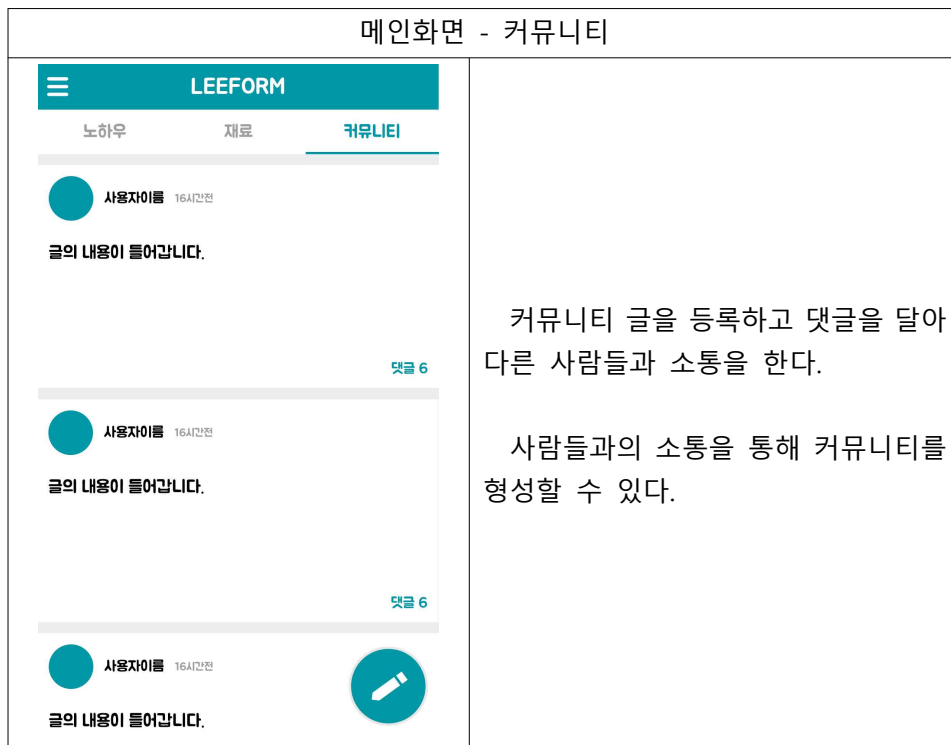 메인화면 - 커뮤니티
LEEFORM
노하우 재료 커뮤니티
사용자이름 16시간전
글의 내용이 들어갑니다.
댓글 6
사용자이름 16시간전
글의 내용이 들어갑니다.
댓글 6
사용자이름 16시간전
글의 내용이 들어갑니다.
커뮤니티 글을 등록하고 댓글을 달아
다른 사람들과 소통을 한다.
사람들과의 소통을 통해 커뮤니티를
형성할 수 있다.